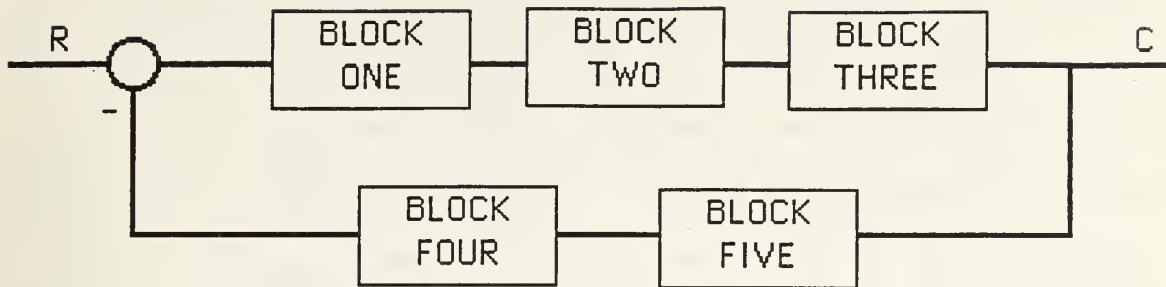 R
-
BLOCK
ONE
BLOCK
TWO
BLOCK
THREE
C
BLOCK
FOUR
BLOCK
FIVE